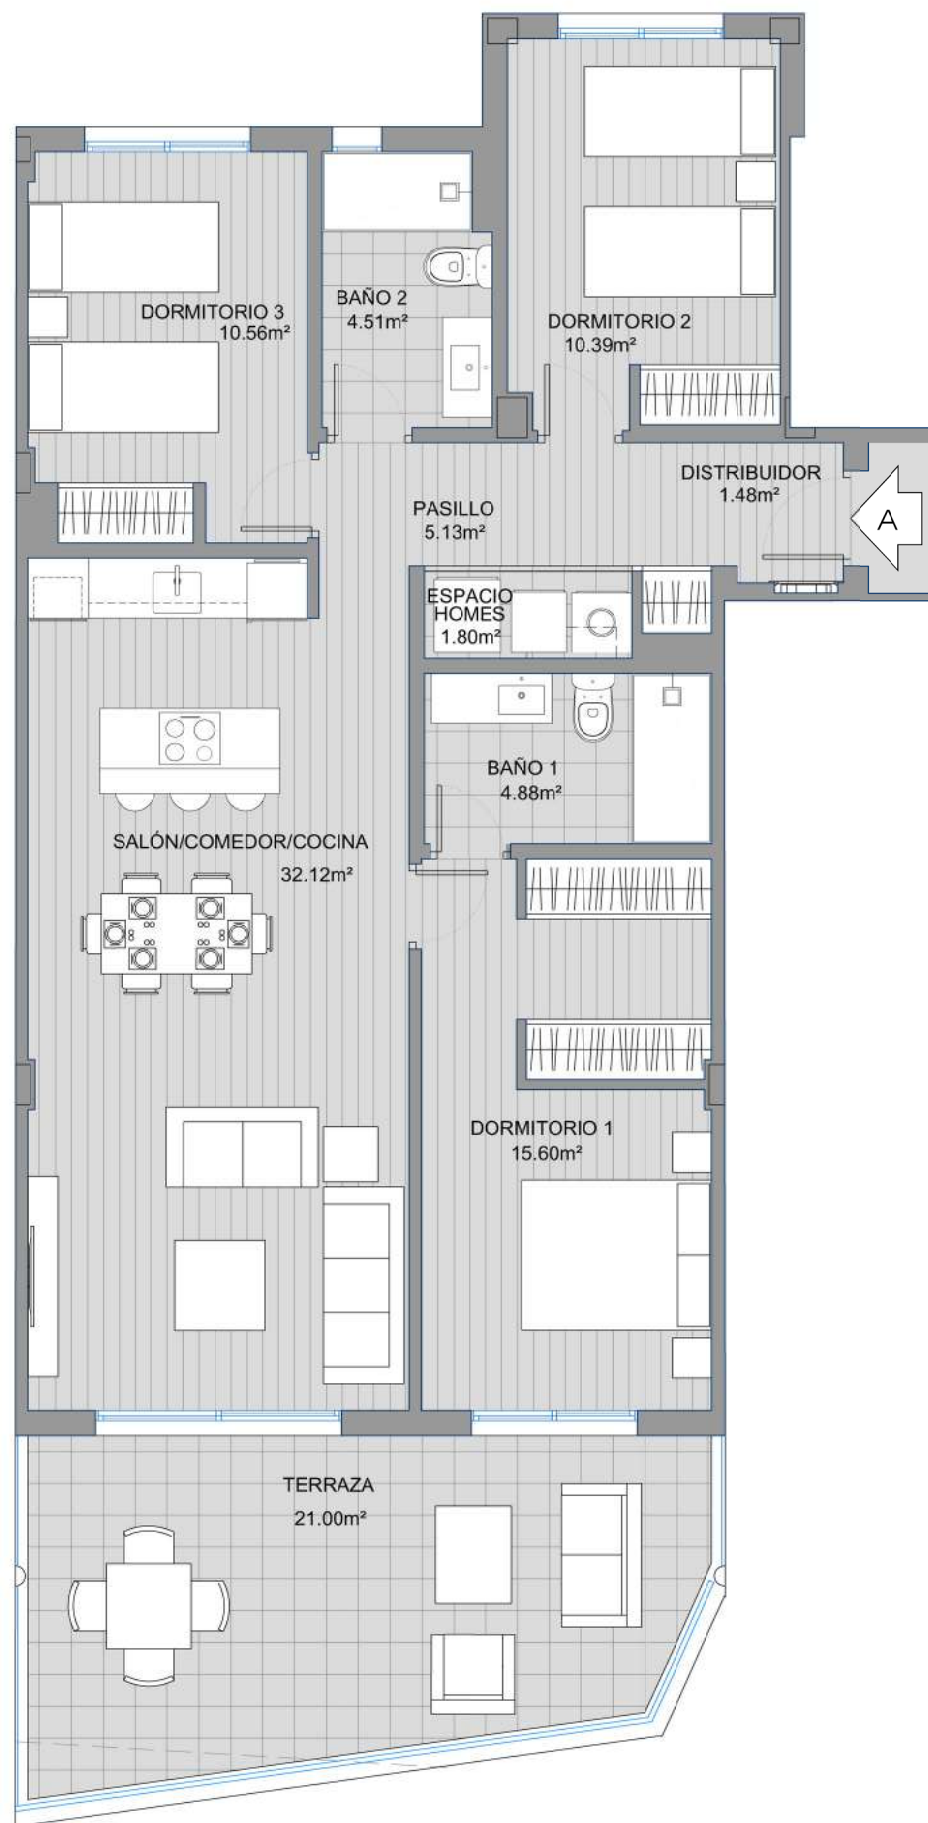 DORMITORIO 3
10.56m²
BAÑO 2
4.51m²
DORMITORIO 2
10.39m²
DISTRIBUIDOR
1.48m²
A
PASILLO
5.13m²
ESPACIO
HOMES
1.80m²
BAÑO 1
4.88m²
SALÓN/COMEDOR/COCINA
32.12m²
DORMITORIO 1
15.60m²
TERRAZA
21.00m²